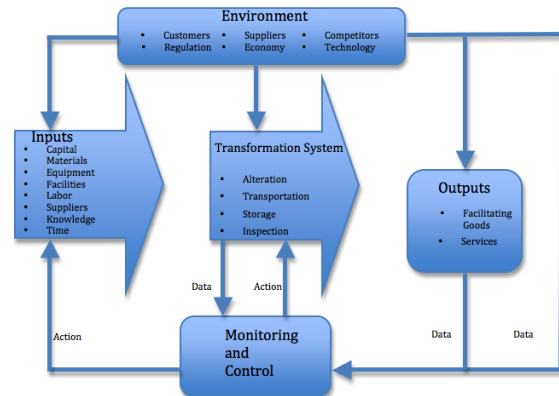 Environment
• Customers • Suppliers • Competitors
• Regulation • Economy • Technology
Inputs
• Capital
• Materials
• Equipment
• Facilities
• Labor
• Suppliers
• Knowledge
• Time
Transformation System
• Alteration
• Transportation
• Storage
• Inspection
Outputs
• Facilitating
Goods
• Services
Data
Action
Action
Data
Data
Monitoring
and
Control